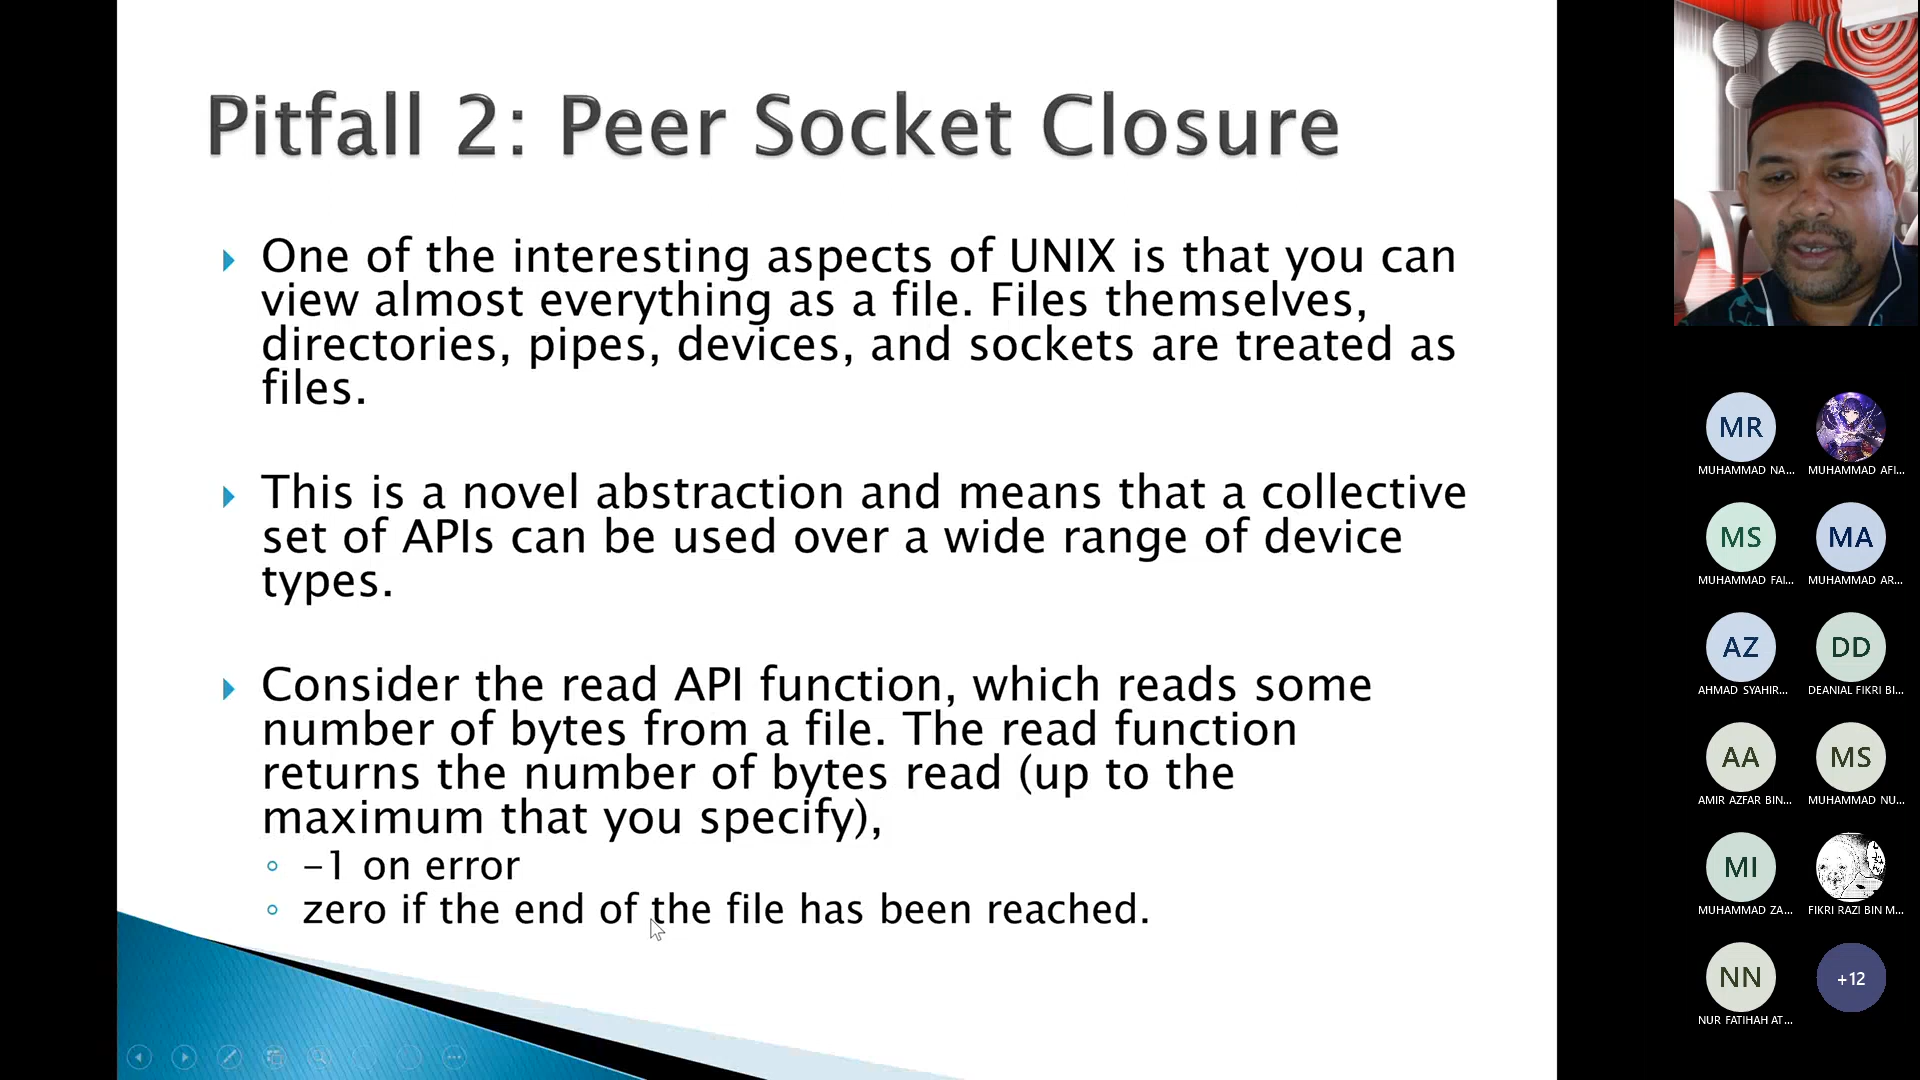 Pitfall 2: Peer Socket Closure
One of the interesting aspects of UNIX is that you can
view almost everything as a file. Files themselves,
directories, pipes, devices, and sockets are treated as
files.
This is a novel abstraction and means that a collective
set of APIs can be used over a wide range of device
types.
Consider the read API function, which reads some
number of bytes from a file. The read function
returns the number of bytes read (up to the
maximum that you specify),
-1 on error
zero if the end of the file has been reached.
MR
MUHAMMAD NA...
MUHAMMAD AFI...
MS
MA
MUHAMMAD FAI...
MUHAMMAD AR...
AZ
DD
AHMAD SYAHIR...
DEANIAL FIKRI BI...
AA
MS
AMIR AZFAR BIN...
MUHAMMAD NU...
MI
MUHAMMAD ZA...
FIKRI RAZI BIN M...
NN
+12
NUR FATIHAH AT...